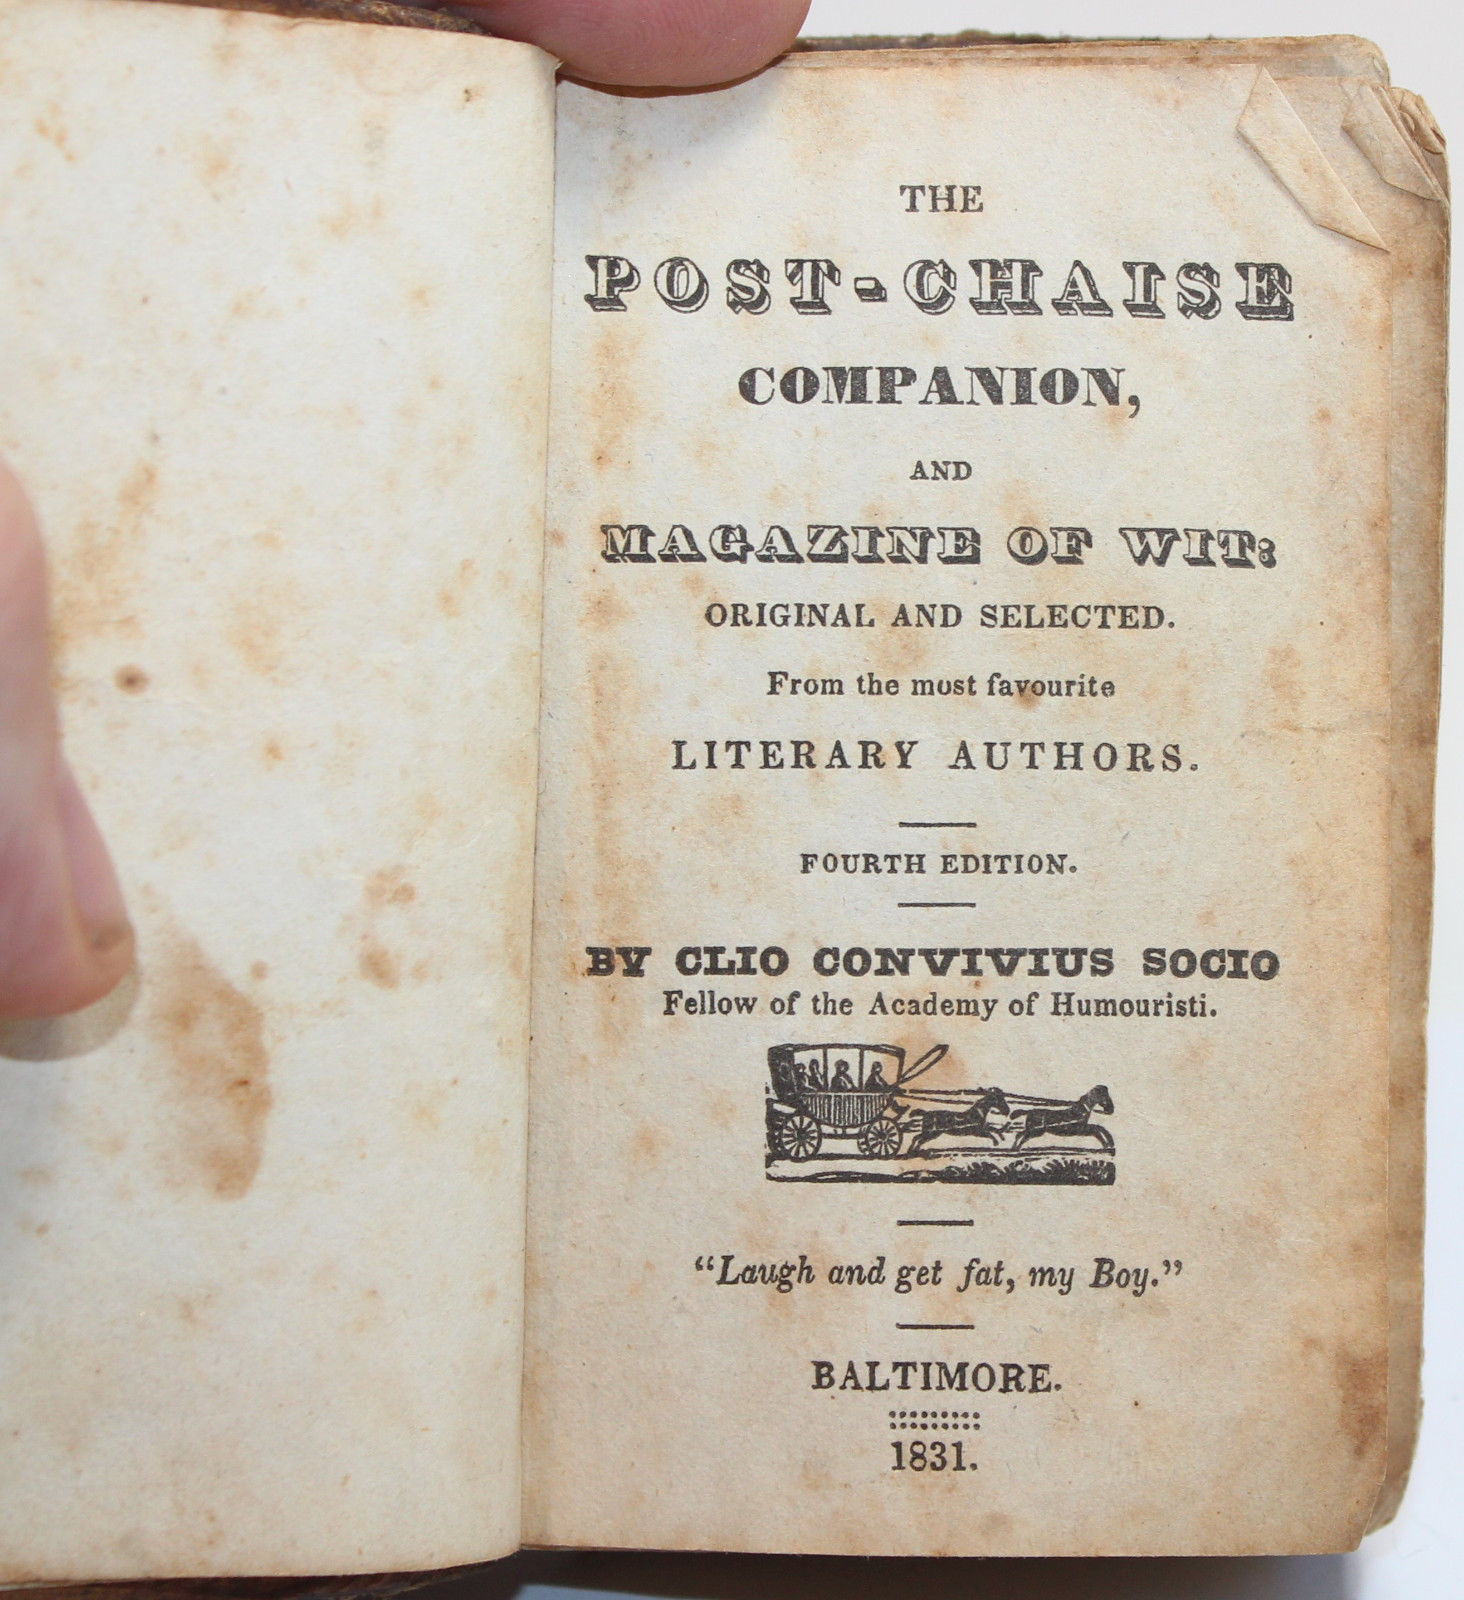 THE
POST-CHAISE
COMPANION,
AND
MAGAZINE OF WIT:
ORIGINAL AND SELECTED.
From the most favourite
LITERARY AUTHORS.
FOURTH EDITION.
BY CLIO CONVIVIUS SOCIO
Fellow of the Academy of Humouristi.
"Laugh and get fat, my Boy."
BALTIMORE.
1831.